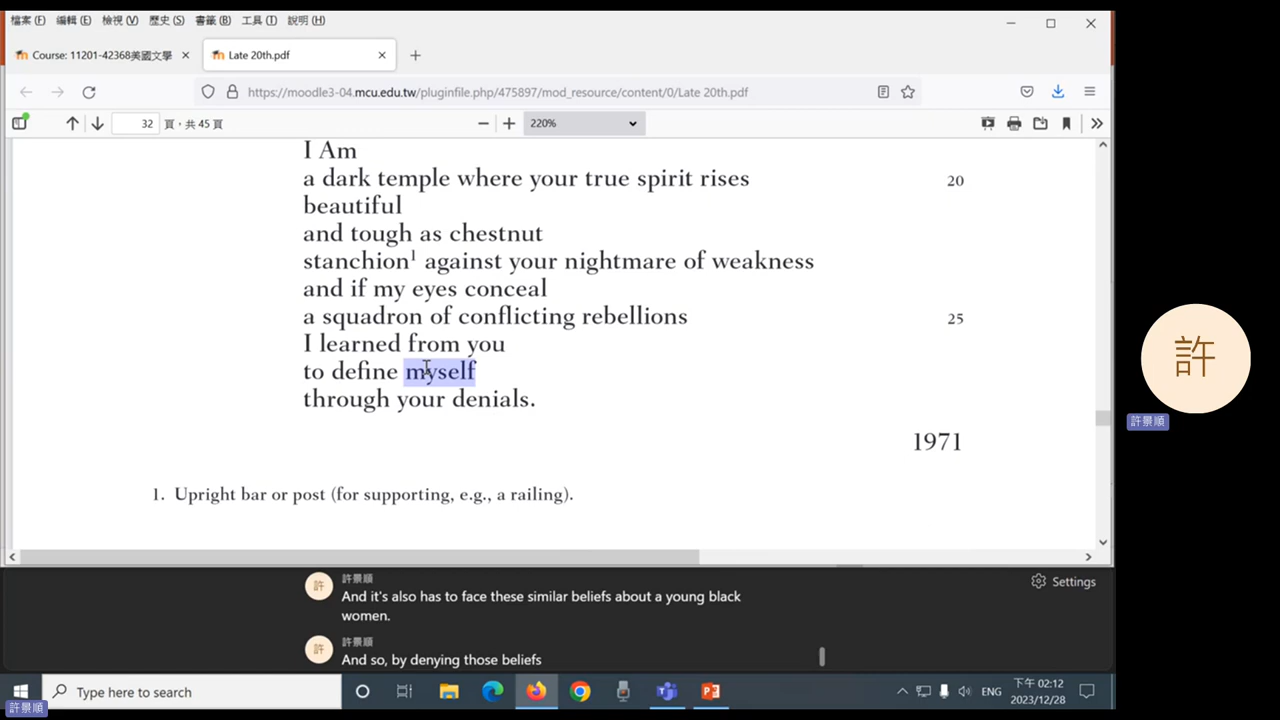 檔案 (F) 編輯 (E) 檢視 (V) 歷史 (S) 書籤 (B) 工具 (T) 說明 (H)
Course: 11201-42368美國文學
Late 20th.pdf
https://moodle3-04.mcu.edu.tw/pluginfile.php/475897/mod_resource/content/0/Late 20th.pdf
32 頁，共 45 頁
220%
I Am
a dark temple where your true spirit rises 20
beautiful
and tough as chestnut
stanchion¹ against your nightmare of weakness
and if my eyes conceal
a squadron of conflicting rebellions 25
I learned from you
to define myself
through your denials.
1971
1. Upright bar or post (for supporting, e.g., a railing).
許
許景順
許 許景順
And it's also has to face these similar beliefs about a young black
women.
許 許景順
And so, by denying those beliefs
Settings
Type here to search
ENG
下午 02:12
2023/12/28
許景順